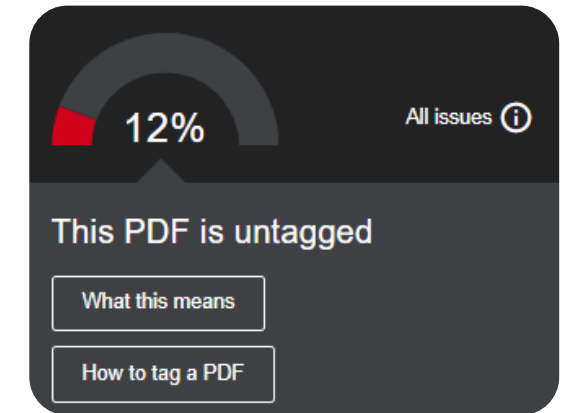 12%
All issues
This PDF is untagged
What this means
How to tag a PDF